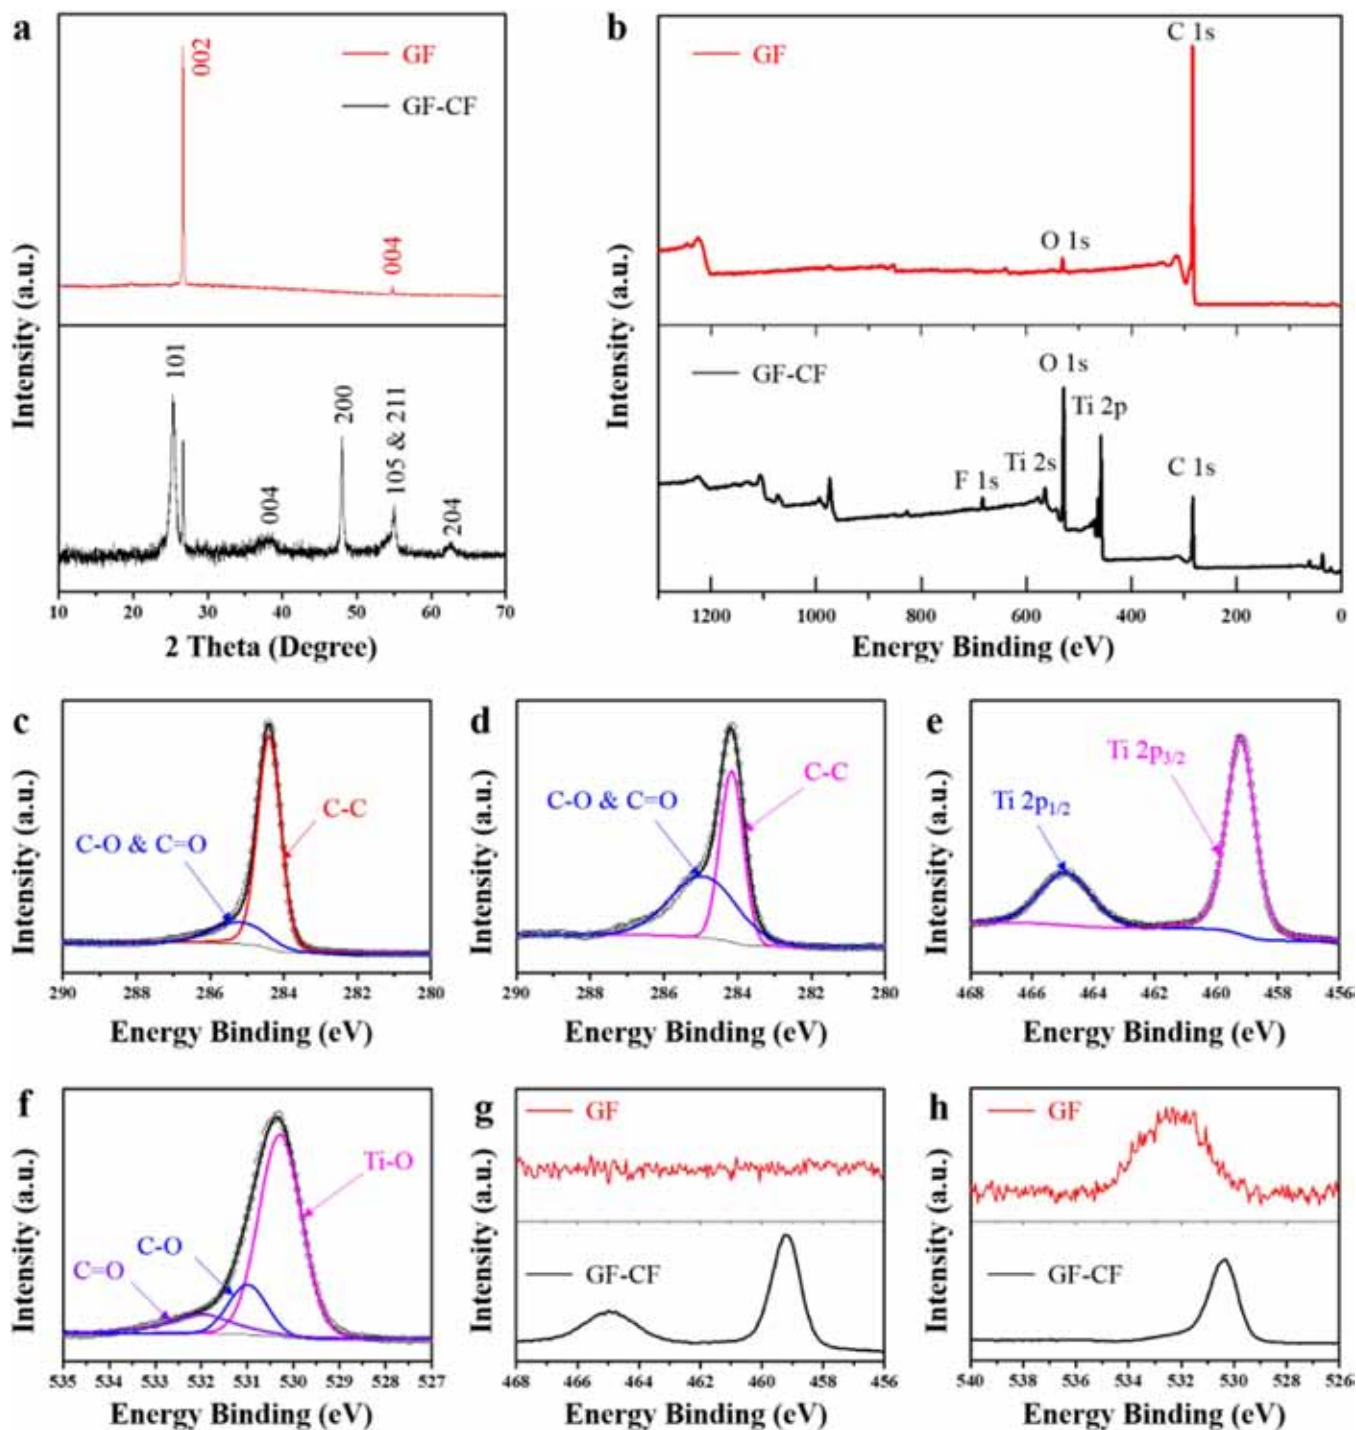 a
GF
GF-CF
002
004
101
004
200
105 & 211
204
Intensity (a.u.)
10 20 30 40 50 60 70
2 Theta (Degree)
b
GF
C 1s
O 1s
GF-CF
O 1s
Ti 2p
Ti 2s
F 1s
C 1s
Intensity (a.u.)
1200 1000 800 600 400 200 0
Energy Binding (eV)
c
C-C
C-O & C=O
Intensity (a.u.)
290 288 286 284 282 280
Energy Binding (eV)
d
C-C
C-O & C=O
Intensity (a.u.)
290 288 286 284 282 280
Energy Binding (eV)
e
Ti 2p3/2
Ti 2p1/2
Intensity (a.u.)
468 466 464 462 460 458 456
Energy Binding (eV)
f
Ti-O
C-O
C=O
Intensity (a.u.)
535 534 533 532 531 530 529 528 527
Energy Binding (eV)
g
GF
GF-CF
Intensity (a.u.)
468 466 464 462 460 458 456
Energy Binding (eV)
h
GF
GF-CF
Intensity (a.u.)
540 538 536 534 532 530 528 526
Energy Binding (eV)